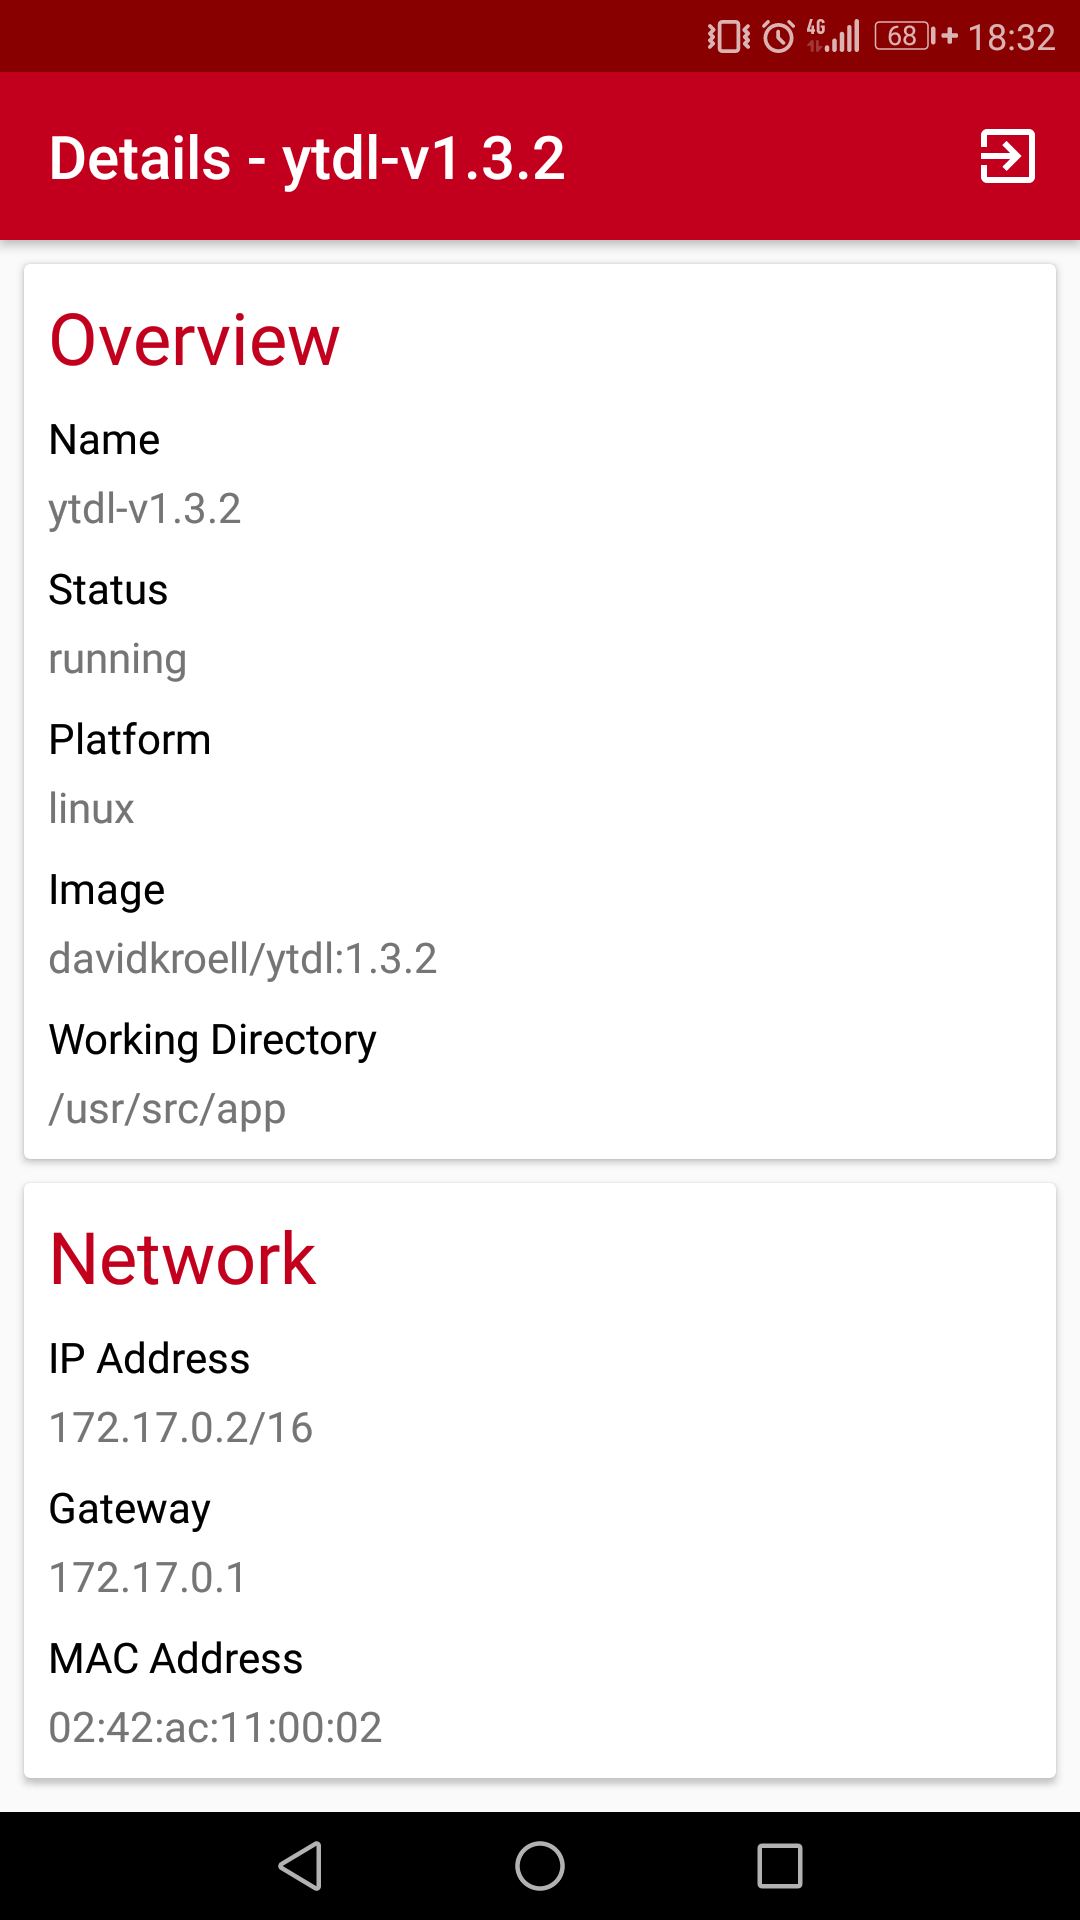 4G 68 18:32
Details - ytdl-v1.3.2
Overview
Name
ytdl-v1.3.2
Status
running
Platform
linux
Image
davidkroell/ytdl:1.3.2
Working Directory
/usr/src/app
Network
IP Address
172.17.0.2/16
Gateway
172.17.0.1
MAC Address
02:42:ac:11:00:02